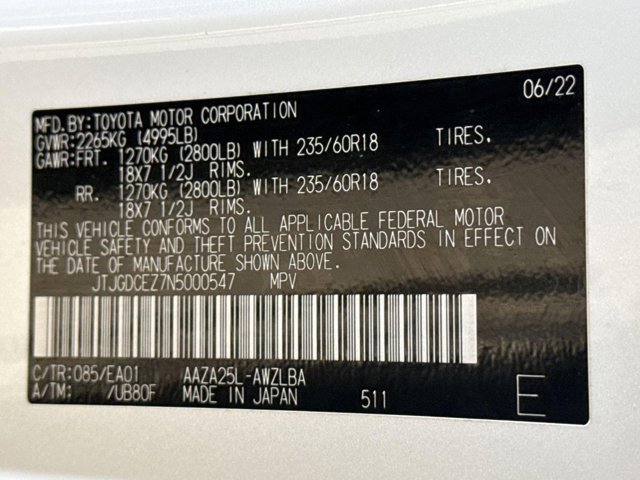 06/22
MFD.BY:TOYOTA MOTOR CORPORATION
GVWR:2265KG (4995LB)
GAWR:FRT. 1270KG (2800LB) WITH 235/60R18 TIRES.
18X7 1/2J RIMS.
RR. 1270KG (2800LB) WITH 235/60R18 TIRES.
18X7 1/2J RIMS.
THIS VEHICLE CONFORMS TO ALL APPLICABLE FEDERAL MOTOR
VEHICLE SAFETY AND THEFT PREVENTION STANDARDS IN EFFECT ON
THE DATE OF MANUFACTURE SHOWN ABOVE.
JTJGDCEZ7N5000547 MPV
C/TR:085/EA01 AAZA25L-AWZLBA
A/TM: /UB80F MADE IN JAPAN 511 E